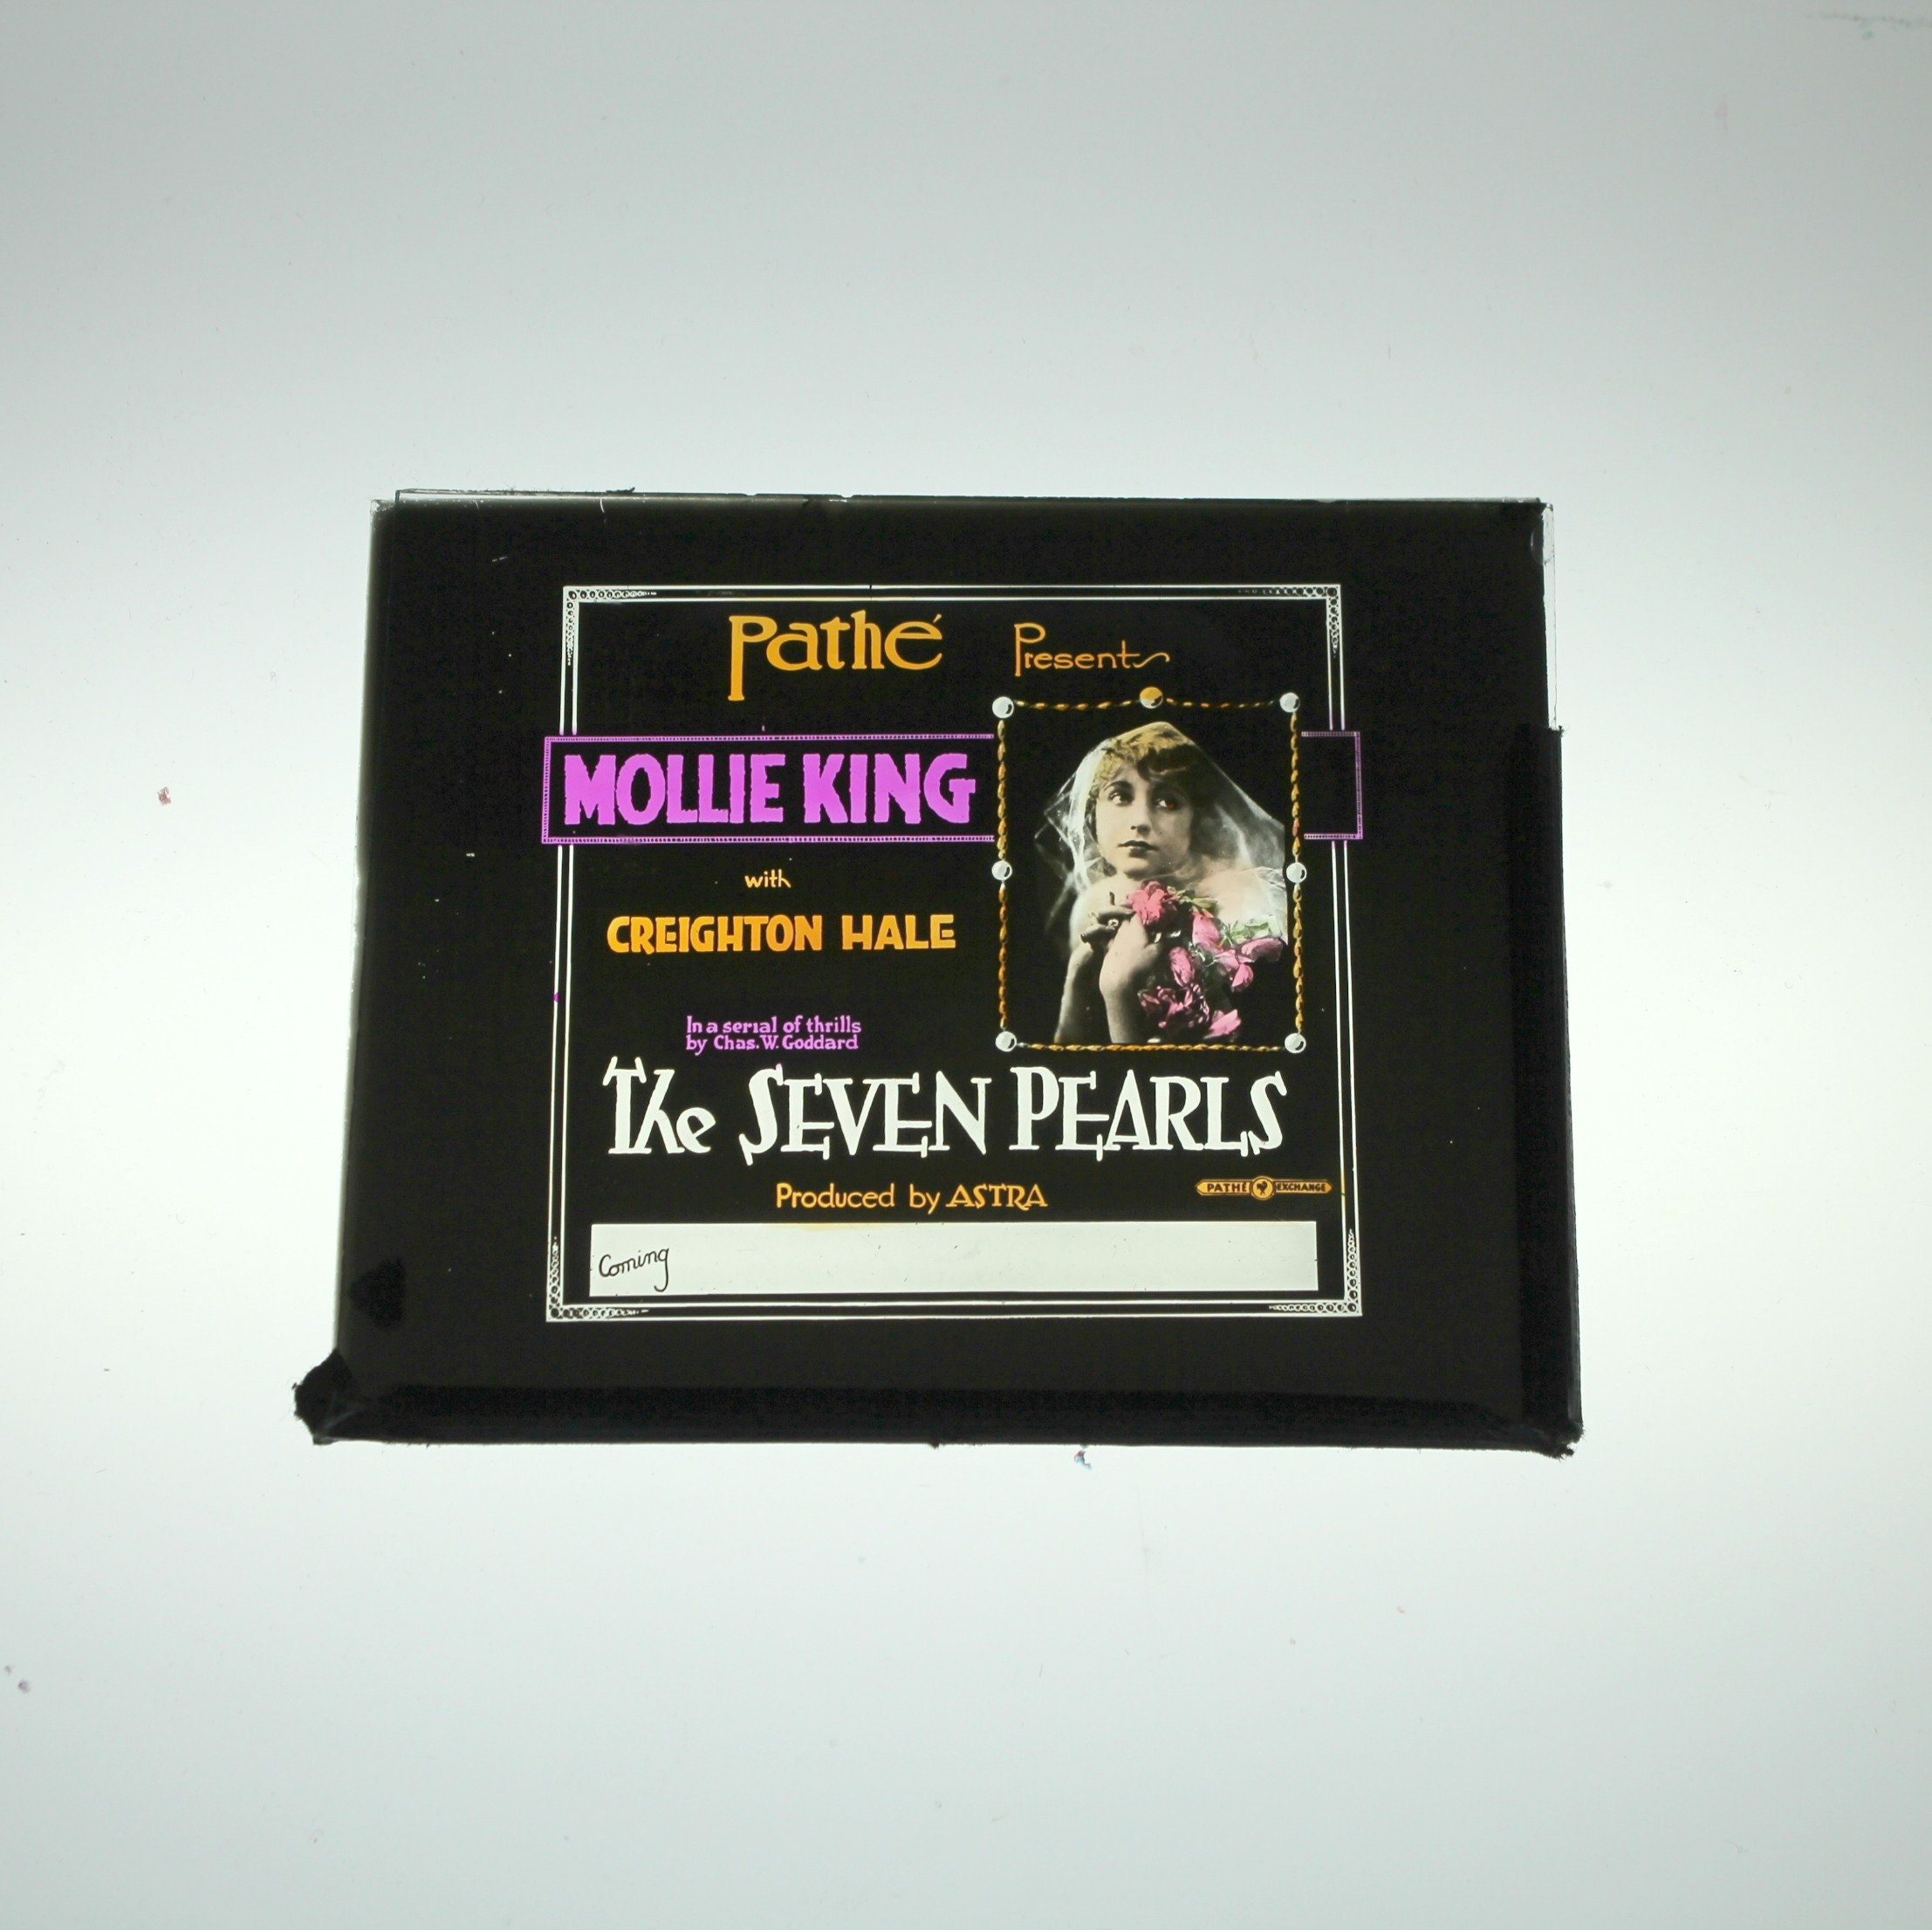 Pathé Presents
MOLLIE KING
with
CREIGHTON HALE
In a serial of thrills
by Chas. W. Goddard
The SEVEN PEARLS
Produced by ASTRA
PATHÉ EXCHANGE
Coming